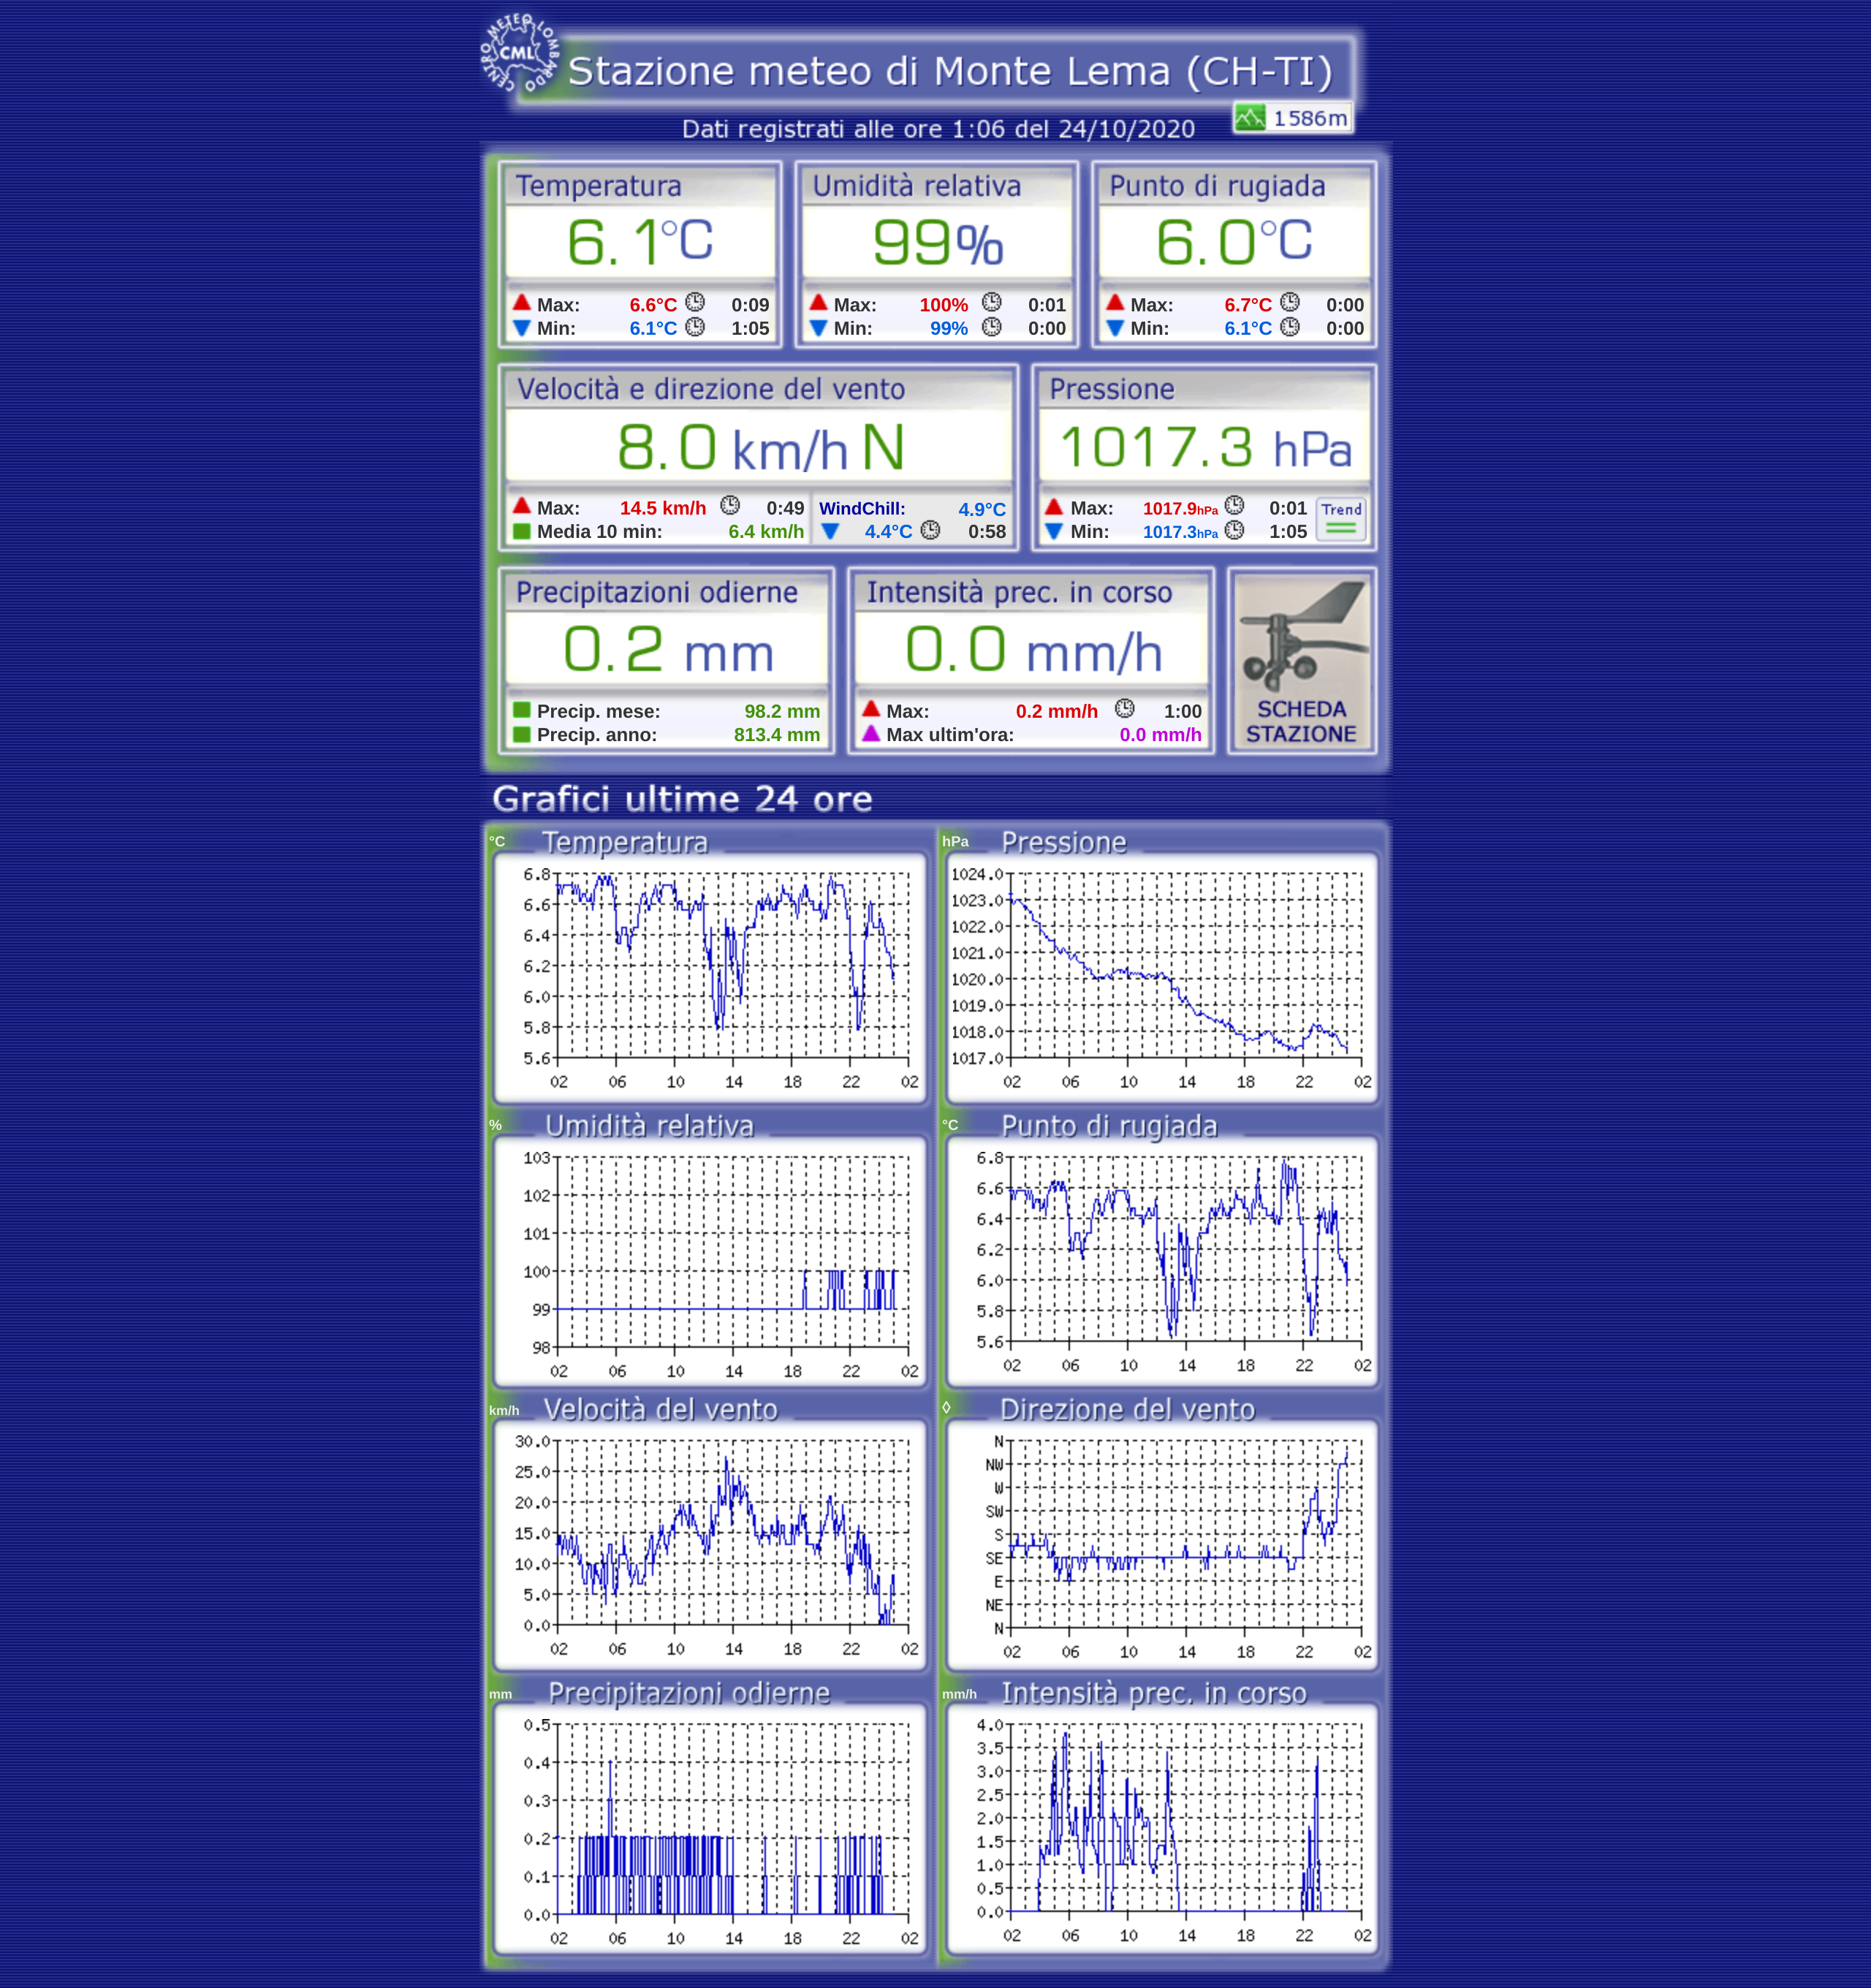 CENTRO METEO LOMBARDO
CML
Stazione meteo di Monte Lema (CH-TI)
1586m
Dati registrati alle ore 1:06 del 24/10/2020
Temperatura
6.1°C
Max: 6.6°C 0:09
Min: 6.1°C 1:05
Umidità relativa
99%
Max: 100% 0:01
Min: 99% 0:00
Punto di rugiada
6.0°C
Max: 6.7°C 0:00
Min: 6.1°C 0:00
Velocità e direzione del vento
8.0 km/h N
Max: 14.5 km/h 0:49
Media 10 min: 6.4 km/h
WindChill: 4.9°C
4.4°C 0:58
Pressione
1017.3 hPa
Max: 1017.9hPa 0:01
Min: 1017.3hPa 1:05
Trend
Precipitazioni odierne
0.2 mm
Precip. mese: 98.2 mm
Precip. anno: 813.4 mm
Intensità prec. in corso
0.0 mm/h
Max: 0.2 mm/h 1:00
Max ultim'ora: 0.0 mm/h
SCHEDA
STAZIONE
Grafici ultime 24 ore
°C Temperatura
6.8
6.6
6.4
6.2
6.0
5.8
5.6
02 06 10 14 18 22 02
hPa Pressione
1024.0
1023.0
1022.0
1021.0
1020.0
1019.0
1018.0
1017.0
02 06 10 14 18 22 02
% Umidità relativa
103
102
101
100
99
98
02 06 10 14 18 22 02
°C Punto di rugiada
6.8
6.6
6.4
6.2
6.0
5.8
5.6
02 06 10 14 18 22 02
km/h Velocità del vento
30.0
25.0
20.0
15.0
10.0
5.0
0.0
02 06 10 14 18 22 02
◊ Direzione del vento
N
NW
W
SW
S
SE
E
NE
N
02 06 10 14 18 22 02
mm Precipitazioni odierne
0.5
0.4
0.3
0.2
0.1
0.0
02 06 10 14 18 22 02
mm/h Intensità prec. in corso
4.0
3.5
3.0
2.5
2.0
1.5
1.0
0.5
0.0
02 06 10 14 18 22 02